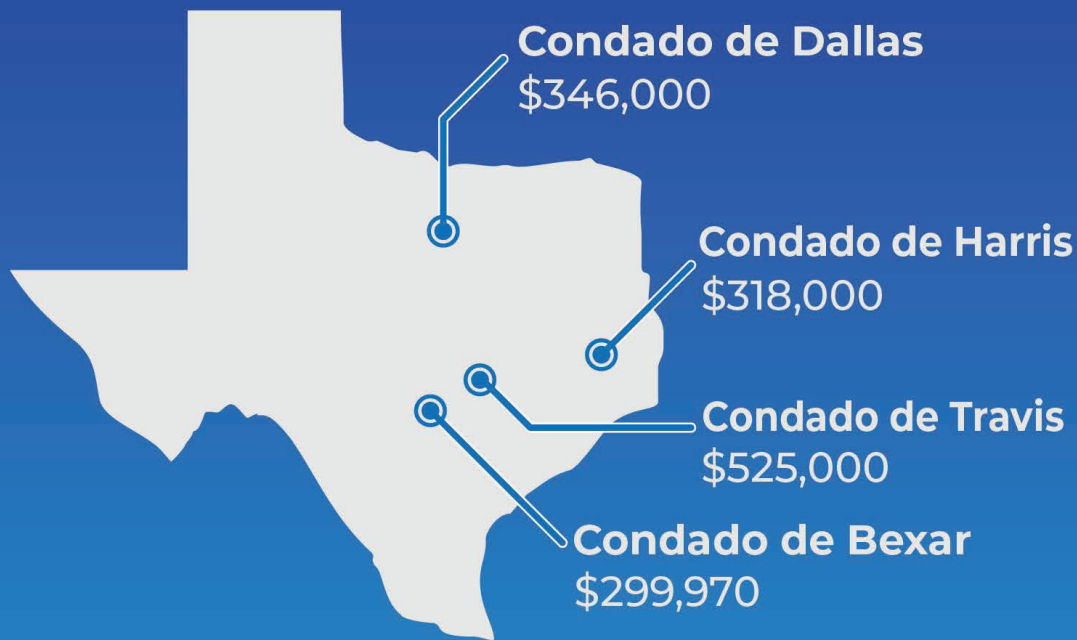 Condado de Dallas
$346,000
Condado de Harris
$318,000
Condado de Travis
$525,000
Condado de Bexar
$299,970